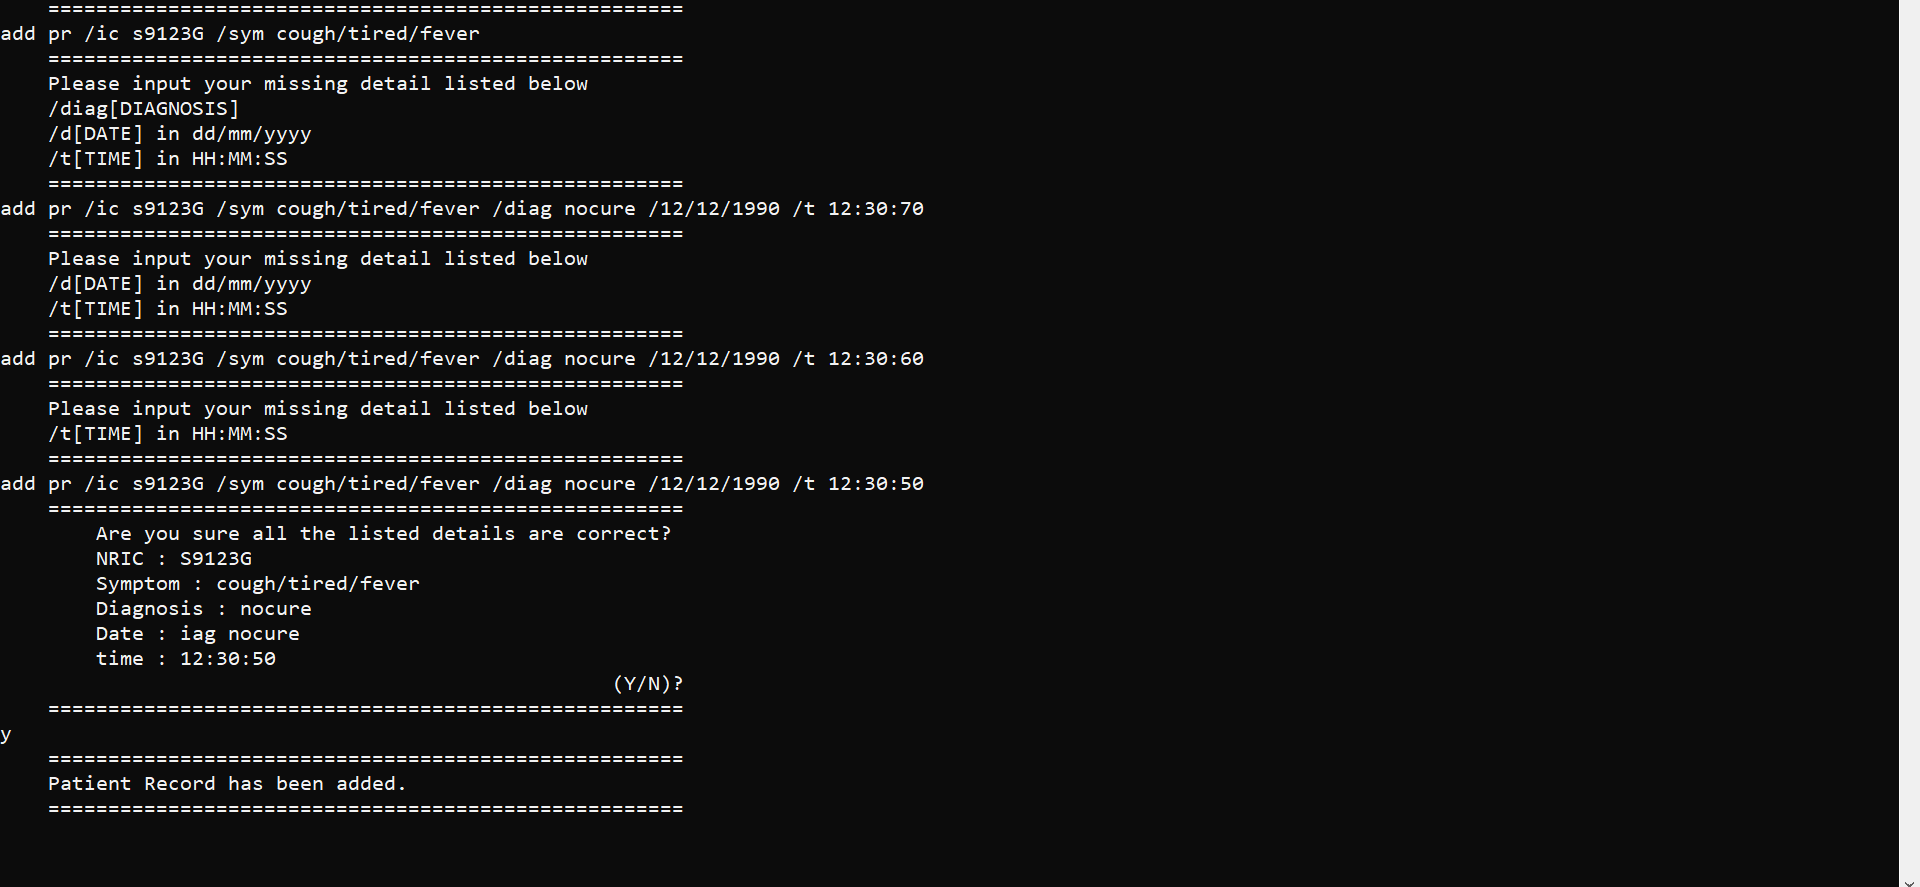 =====================================================
add pr /ic s9123G /sym cough/tired/fever
=====================================================
Please input your missing detail listed below
/diag[DIAGNOSIS]
/d[DATE] in dd/mm/yyyy
/t[TIME] in HH:MM:SS
=====================================================
add pr /ic s9123G /sym cough/tired/fever /diag nocure /12/12/1990 /t 12:30:70
=====================================================
Please input your missing detail listed below
/d[DATE] in dd/mm/yyyy
/t[TIME] in HH:MM:SS
=====================================================
add pr /ic s9123G /sym cough/tired/fever /diag nocure /12/12/1990 /t 12:30:60
=====================================================
Please input your missing detail listed below
/t[TIME] in HH:MM:SS
=====================================================
add pr /ic s9123G /sym cough/tired/fever /diag nocure /12/12/1990 /t 12:30:50
=====================================================
Are you sure all the listed details are correct?
NRIC : S9123G
Symptom : cough/tired/fever
Diagnosis : nocure
Date : iag nocure
time : 12:30:50
(Y/N)?
=====================================================
y
=====================================================
Patient Record has been added.
=====================================================